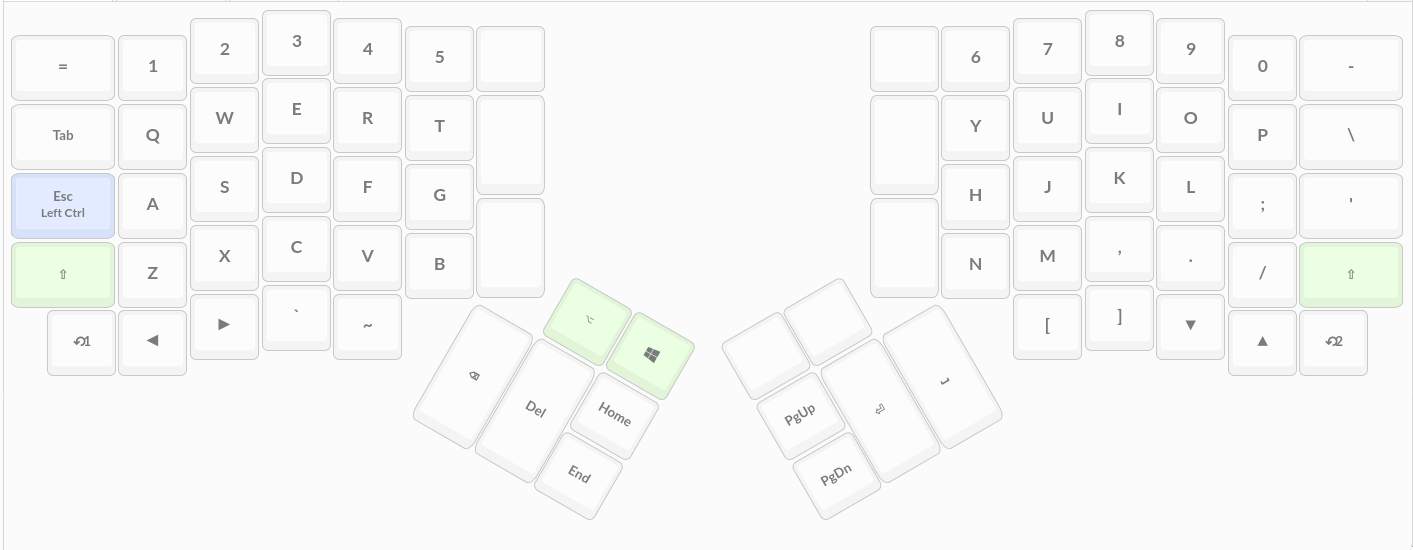 = 1 2 3 4 5
6 7 8 9 0 -
Tab Q W E R T
Y U I O P \
Esc
Left Ctrl
A S D F G
H J K L ; '
⇧ Z X C V B
N M , . / ⇧
⟲1 ◀ ▶ ` ~
[ ] ▼ ▲ ⟲2
⌥
⌫ Del Home
End
PgUp ⏎
PgDn